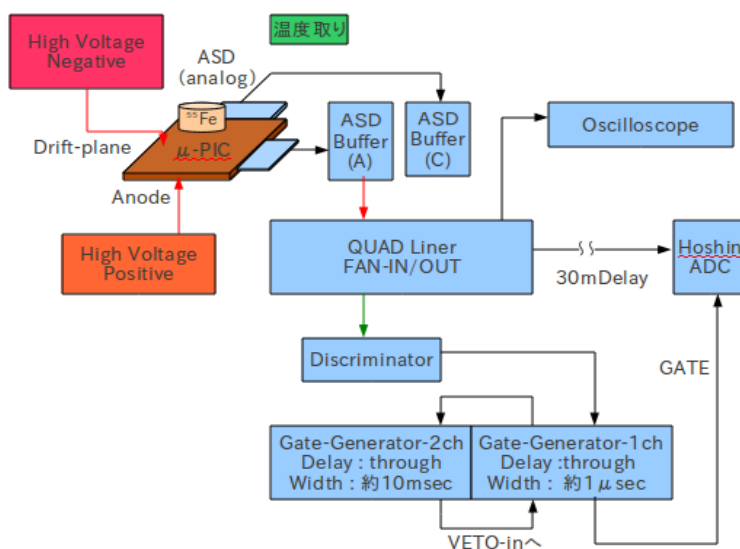 High Voltage
Negative
温度取り
ASD
(analog)
⁵⁵Fe
μ-PIC
Drift-plane
Anode
ASD
Buffer
(A)
ASD
Buffer
(C)
Oscilloscope
High Voltage
Positive
QUAD Liner
FAN-IN/OUT
30mDelay
Hoshin
ADC
Discriminator
GATE
Gate-Generator-2ch
Delay : through
Width : 約10msec
Gate-Generator-1ch
Delay :through
Width : 約1μsec
VETO-inへ